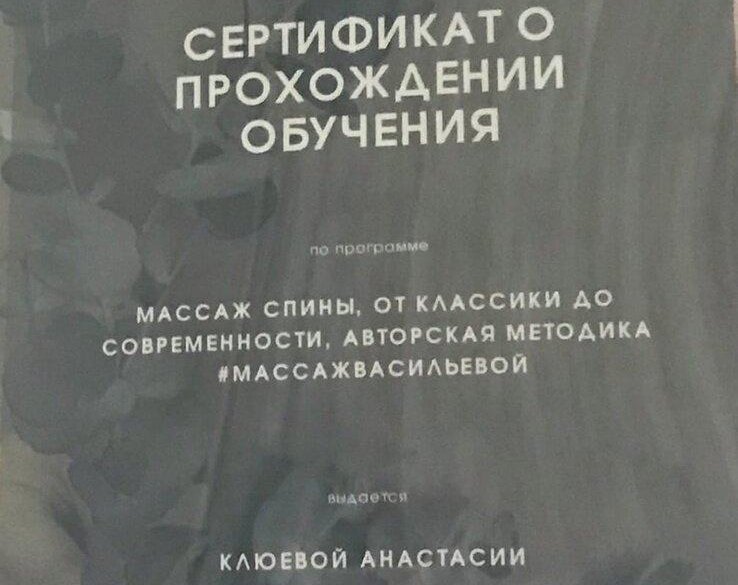 СЕРТИФИКАТ О
ПРОХОЖДЕНИИ
ОБУЧЕНИЯ
по программе
МАССАЖ СПИНЫ, ОТ КЛАССИКИ ДО
СОВРЕМЕННОСТИ, АВТОРСКАЯ МЕТОДИКА
#МАССАЖВАСИЛЬЕВОЙ
выдается
КЛЮЕВОЙ АНАСТАСИИ